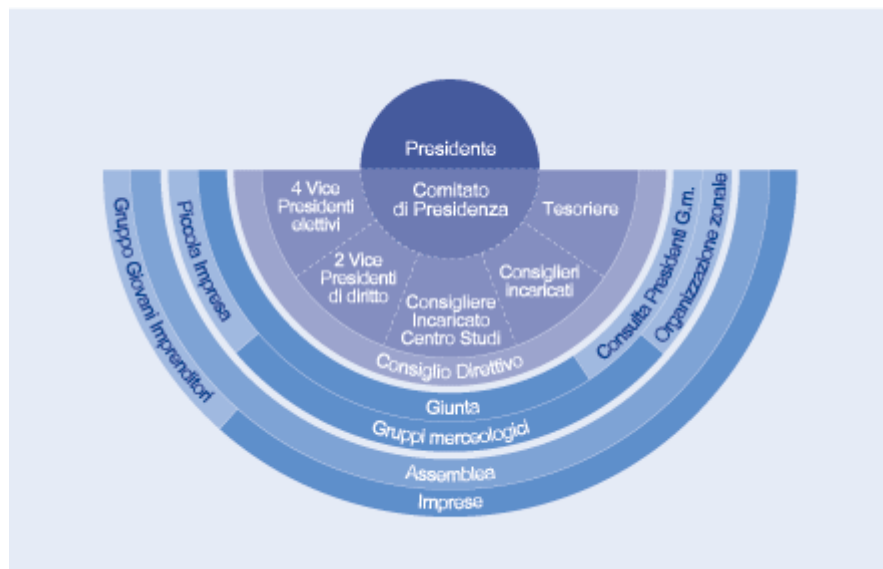 Presidente
Comitato
di Presidenza
4 Vice
Presidenti
elettivi
2 Vice
Presidenti
di diritto
Consigliere
Incaricato
Centro Studi
Consiglieri
incaricati
Tesoriere
Consiglio Direttivo
Giunta
Consulta Presidenti G.m.
Piccola Impresa
Gruppi merceologici
Organizzazione zonale
Assemblea
Gruppo Giovani Imprenditori
Imprese